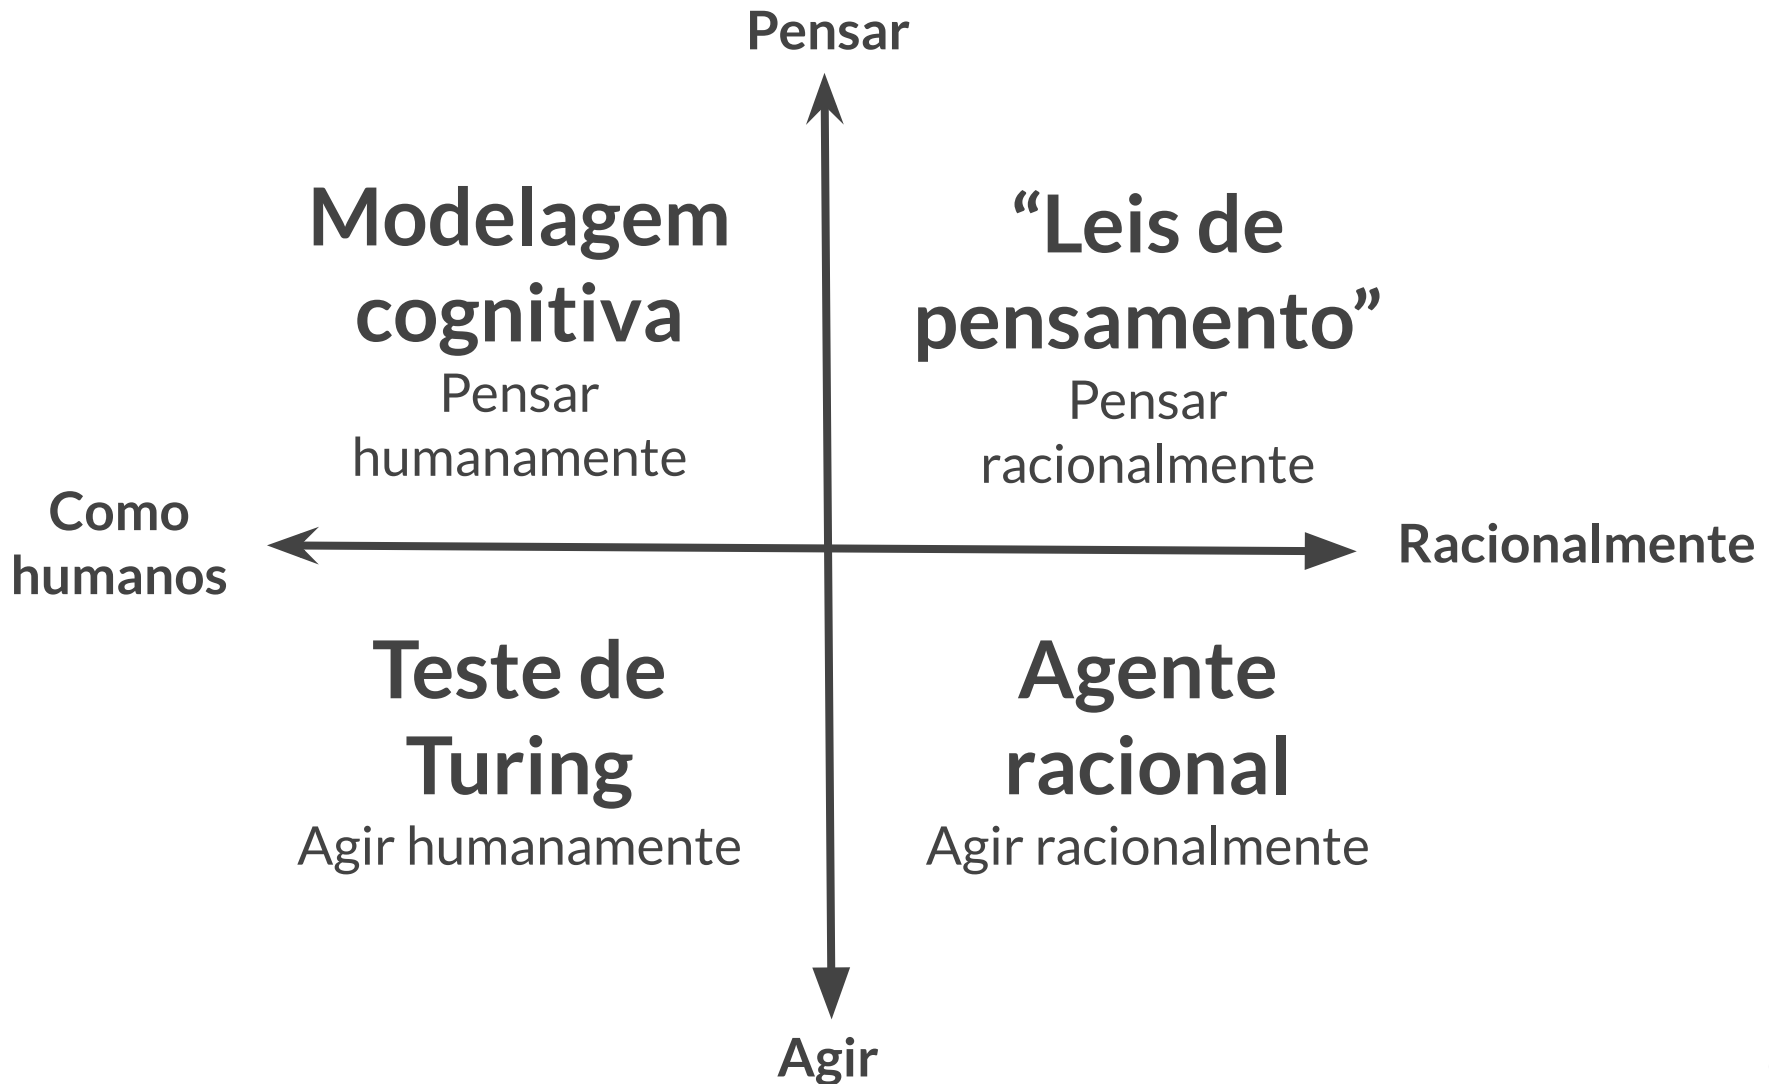 Pensar
Modelagem
cognitiva
Pensar
humanamente
“Leis de
pensamento”
Pensar
racionalmente
Como
humanos
Racionalmente
Teste de
Turing
Agir humanamente
Agente
racional
Agir racionalmente
Agir